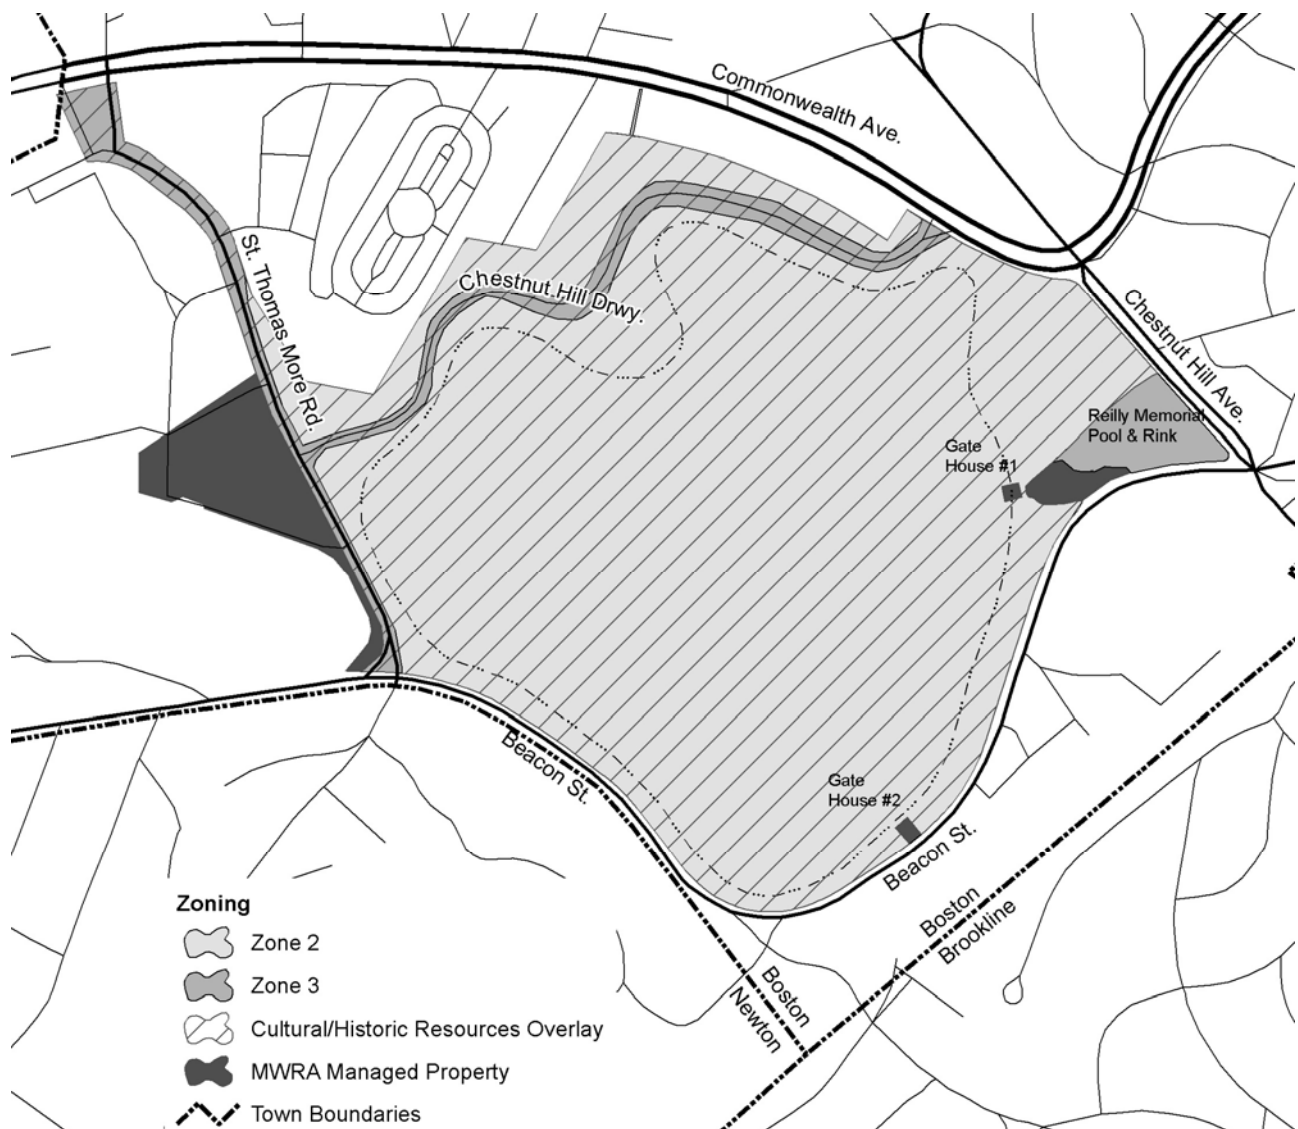 Commonwealth Ave.
St. Thomas More Rd.
Chestnut Hill Drwy.
Chestnut Hill Ave.
Reilly Memorial
Pool & Rink
Gate
House #1
Gate
House #2
Beacon St.
Beacon St.
Boston
Brookline
Boston
Newton
Zoning
Zone 2
Zone 3
Cultural/Historic Resources Overlay
MWRA Managed Property
Town Boundaries